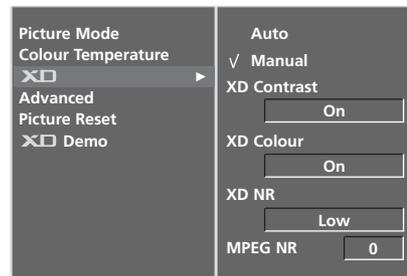 Picture Mode
Colour Temperature
XD
Advanced
Picture Reset
XD Demo
Auto
√ Manual
XD Contrast
On
XD Colour
On
XD NR
Low
MPEG NR 0